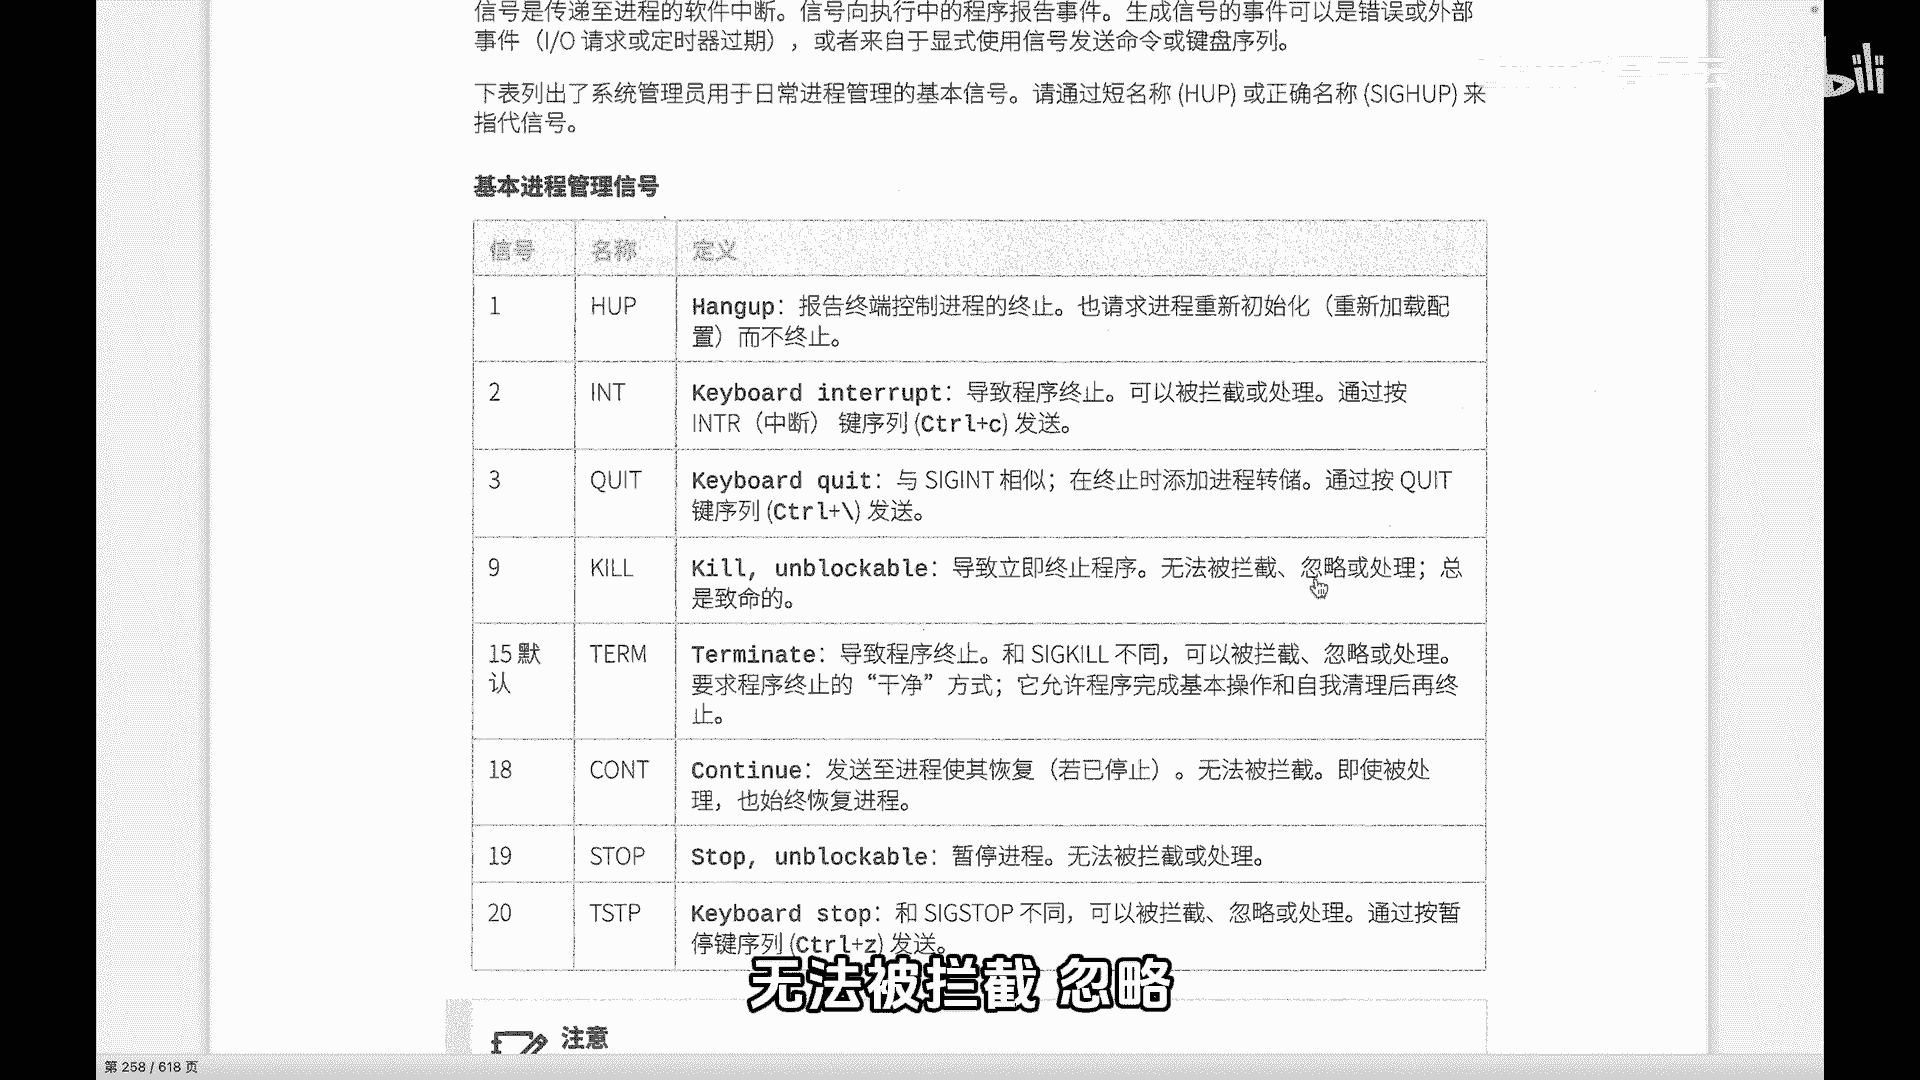 信号是传递至进程的软件中断。信号向执行中的程序报告事件。生成信号的事件可以是错误或外部
事件（I/O 请求或定时器过期），或者来自于显式使用信号发送命令或键盘序列。
下表列出了系统管理员用于日常进程管理的基本信号。请通过短名称 (HUP) 或正确名称 (SIGHUP) 来
指代信号。
基本进程管理信号
信号 名称 定义
1 HUP Hangup：报告终端控制进程的终止。也请求进程重新初始化（重新加载配
置）而不终止。
2 INT Keyboard interrupt：导致程序终止。可以被拦截或处理。通过按
INTR（中断） 键序列 (Ctrl+c) 发送。
3 QUIT Keyboard quit：与 SIGINT 相似；在终止时添加进程转储。通过按 QUIT
键序列 (Ctrl+\) 发送。
9 KILL Kill, unblockable：导致立即终止程序。无法被拦截、忽略或处理；总
是致命的。
15 默 TERM Terminate：导致程序终止。和 SIGKILL 不同，可以被拦截、忽略或处理。
认 要求程序终止的“干净”方式；它允许程序完成基本操作和自我清理后再终
止。
18 CONT Continue：发送至进程使其恢复（若已停止）。无法被拦截。即使被处
理，也始终恢复进程。
19 STOP Stop, unblockable：暂停进程。无法被拦截或处理。
20 TSTP Keyboard stop：和 SIGSTOP 不同，可以被拦截、忽略或处理。通过按暂
停键序列 (Ctrl+z) 发送。
无法被拦截 忽略
注意
第 258 / 618 页